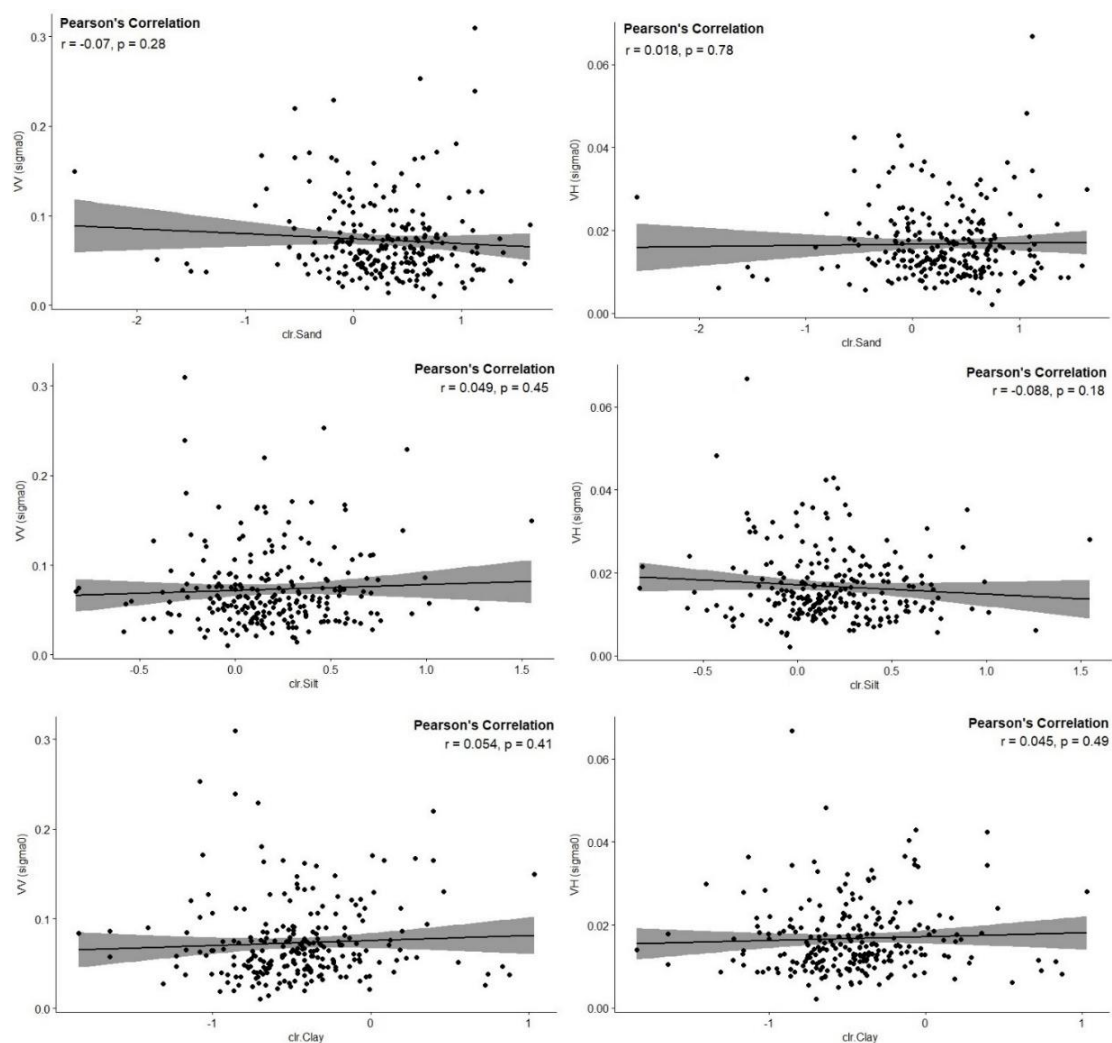 Pearson's Correlation
r = -0.07, p = 0.28
VV (sigma0)
0.3
0.2
0.1
0.0
-2
-1
0
1
clr.Sand
Pearson's Correlation
r = 0.018, p = 0.78
VH (sigma0)
0.06
0.04
0.02
0.00
-2
-1
0
1
clr.Sand
Pearson's Correlation
r = 0.049, p = 0.45
VV (sigma0)
0.3
0.2
0.1
0.0
-0.5
0.0
0.5
1.0
1.5
clr.Silt
Pearson's Correlation
r = -0.088, p = 0.18
VH (sigma0)
0.06
0.04
0.02
0.00
-0.5
0.0
0.5
1.0
1.5
clr.Silt
Pearson's Correlation
r = 0.054, p = 0.41
VV (sigma0)
0.3
0.2
0.1
0.0
-1
0
1
clr.Clay
Pearson's Correlation
r = 0.045, p = 0.49
VH (sigma0)
0.06
0.04
0.02
0.00
-1
0
1
clr.Clay